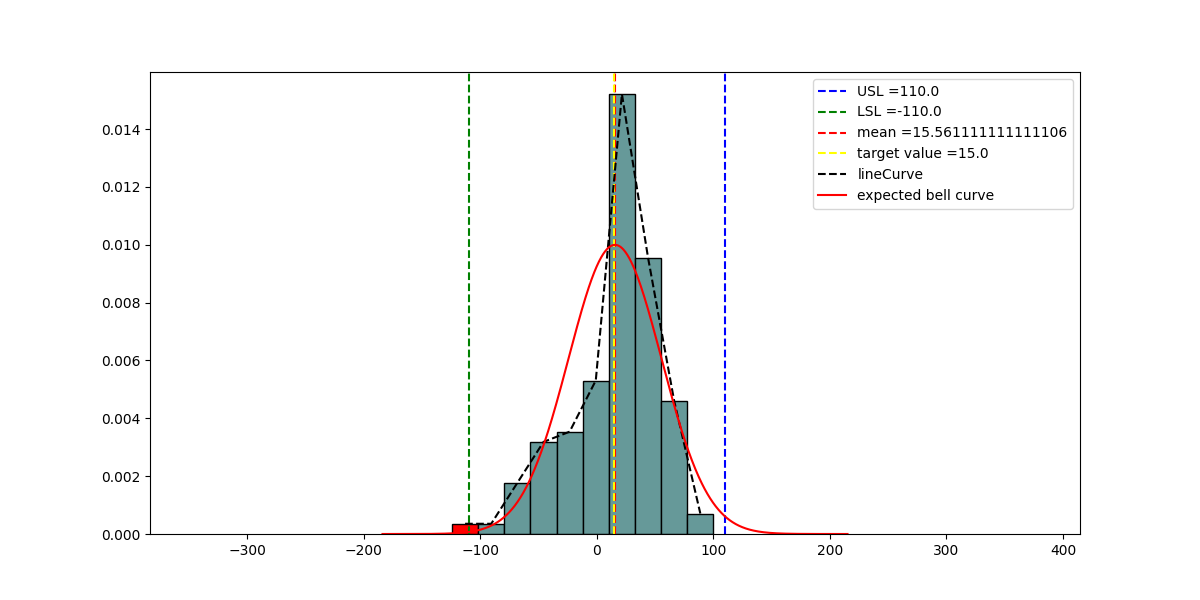 USL =110.0
LSL =-110.0
mean =15.561111111111106
target value =15.0
lineCurve
expected bell curve
0.014
0.012
0.010
0.008
0.006
0.004
0.002
0.000
−300 −200 −100 0 100 200 300 400